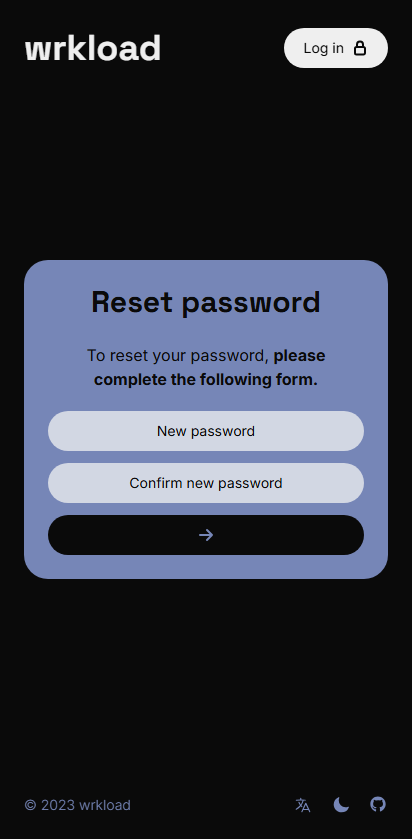 wrkload
Log in
Reset password
To reset your password, please
complete the following form.
New password
Confirm new password
© 2023 wrkload